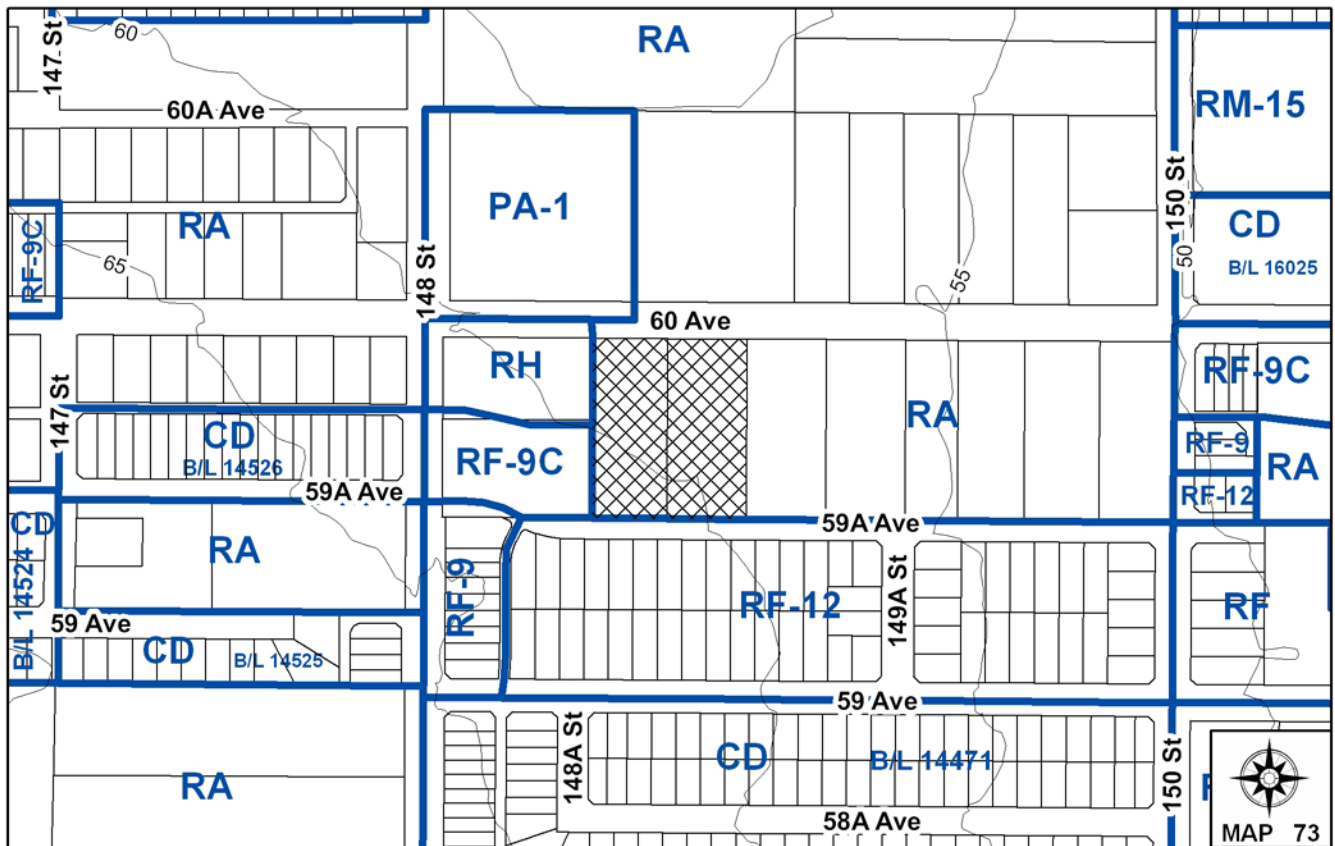 60
147 St
RA
60A Ave
RM-15
PA-1
150 St
RA
CD
RF-9C
B/L 16025
65
148 St
50
55
60 Ave
RH
RF-9C
147 St
RA
CD
B/L 14526
RF-9C
RF-9
RA
59A Ave
RF-12
CD
59A Ave
RA
B/L 14524
RF-9
149A St
RF-12
RF
59 Ave
CD
B/L 14525
59 Ave
148A St
CD
B/L 14471
150 St
RA
58A Ave
MAP 73